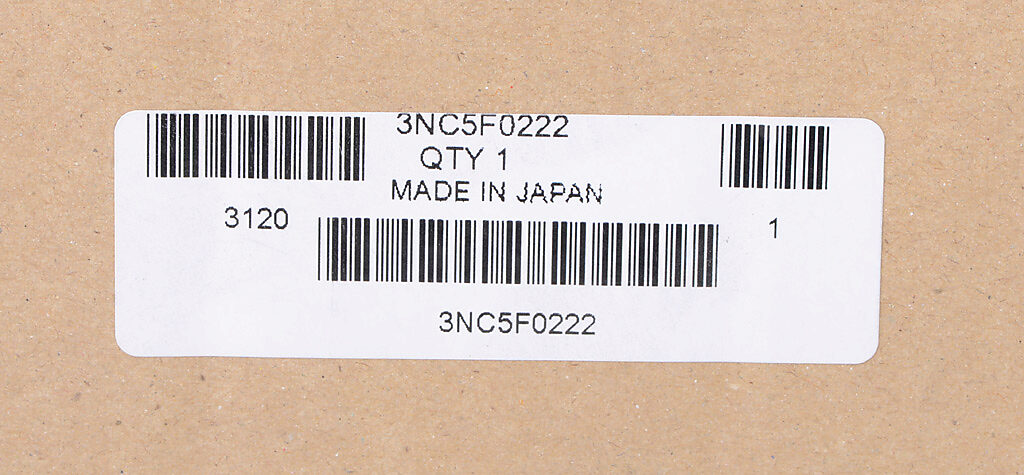 3NC5F0222
QTY 1
MADE IN JAPAN
3120
1
3NC5F0222